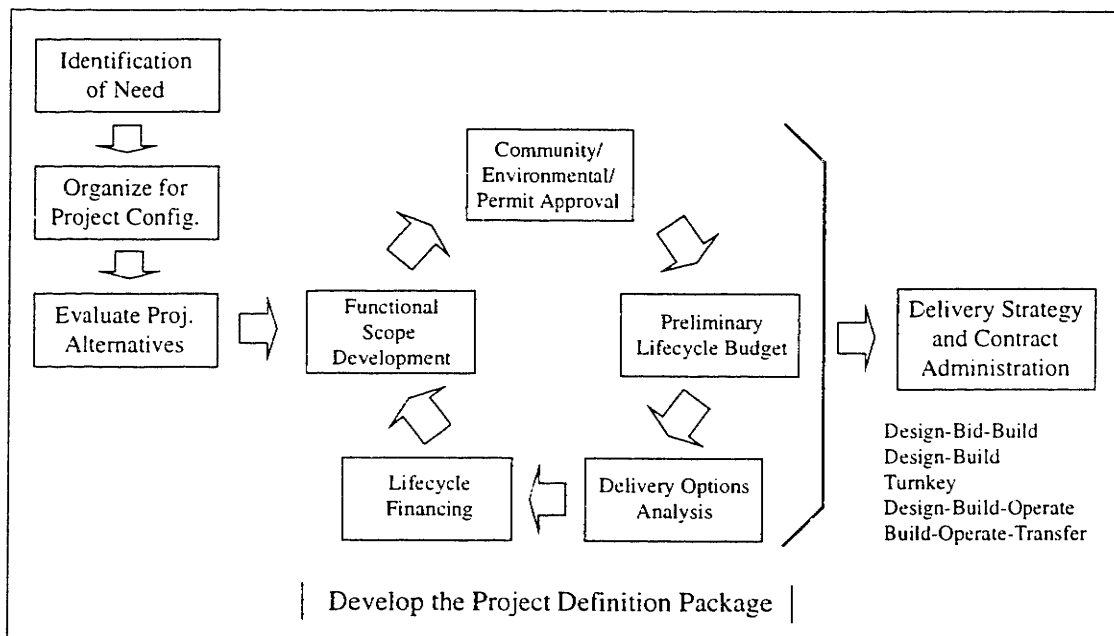 Identification
of Need
Organize for
Project Config.
Evaluate Proj.
Alternatives
Functional
Scope
Development
Community/
Environmental/
Permit Approval
Preliminary
Lifecycle Budget
Delivery Options
Analysis
Lifecycle
Financing
Delivery Strategy
and Contract
Administration
Design-Bid-Build
Design-Build
Turnkey
Design-Build-Operate
Build-Operate-Transfer
Develop the Project Definition Package